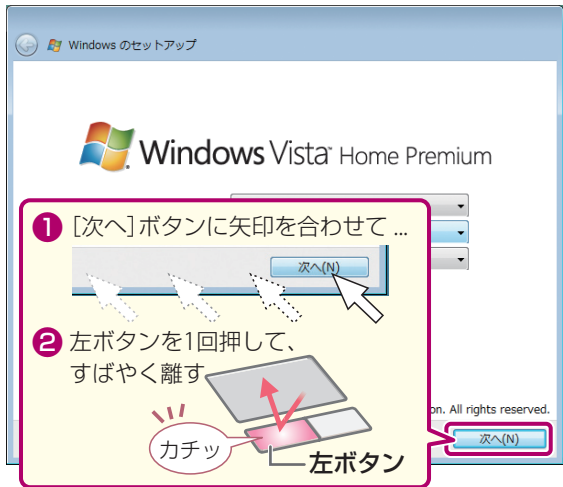 Windows のセットアップ
Windows Vista™ Home Premium
❶ [次へ]ボタンに矢印を合わせて ...
次へ(N)
❷ 左ボタンを1回押して、
すばやく離す
カチッ
左ボタン
on. All rights reserved.
次へ(N)